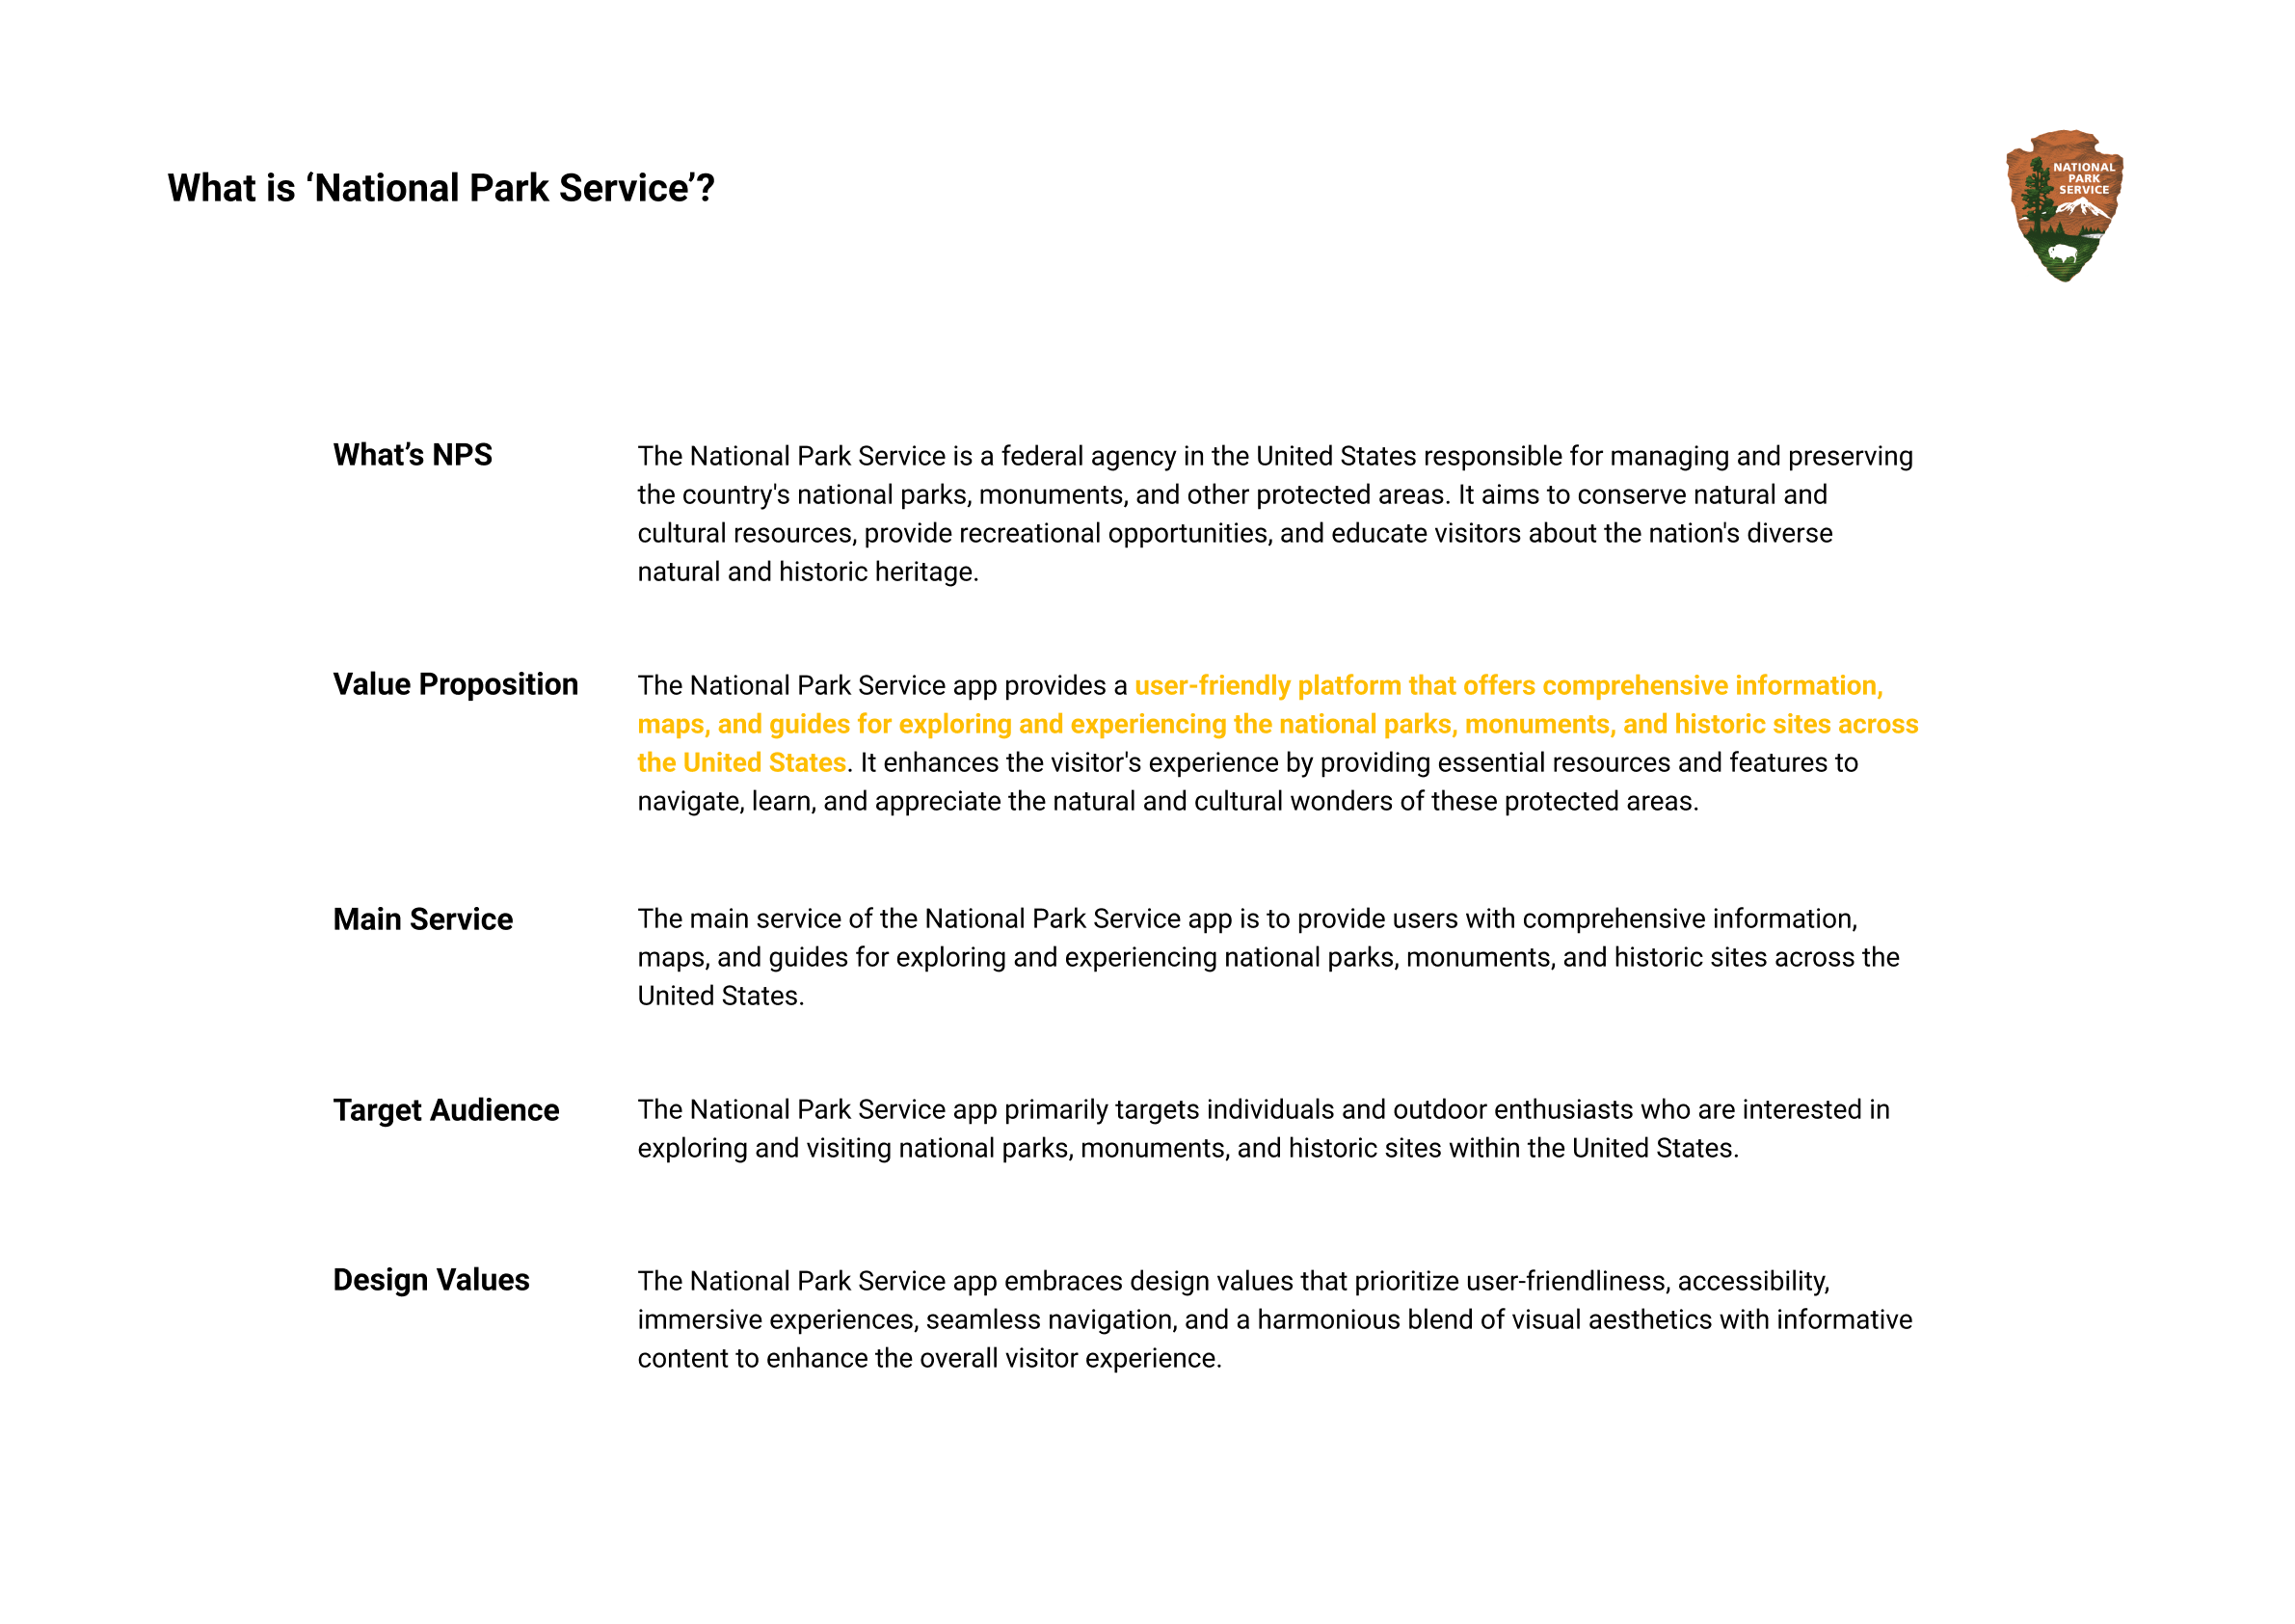 What is ‘National Park Service’?
NATIONAL
PARK
SERVICE
What’s NPS
The National Park Service is a federal agency in the United States responsible for managing and preserving
the country's national parks, monuments, and other protected areas. It aims to conserve natural and
cultural resources, provide recreational opportunities, and educate visitors about the nation's diverse
natural and historic heritage.
Value Proposition
The National Park Service app provides a user-friendly platform that offers comprehensive information,
maps, and guides for exploring and experiencing the national parks, monuments, and historic sites across
the United States. It enhances the visitor's experience by providing essential resources and features to
navigate, learn, and appreciate the natural and cultural wonders of these protected areas.
Main Service
The main service of the National Park Service app is to provide users with comprehensive information,
maps, and guides for exploring and experiencing national parks, monuments, and historic sites across the
United States.
Target Audience
The National Park Service app primarily targets individuals and outdoor enthusiasts who are interested in
exploring and visiting national parks, monuments, and historic sites within the United States.
Design Values
The National Park Service app embraces design values that prioritize user-friendliness, accessibility,
immersive experiences, seamless navigation, and a harmonious blend of visual aesthetics with informative
content to enhance the overall visitor experience.